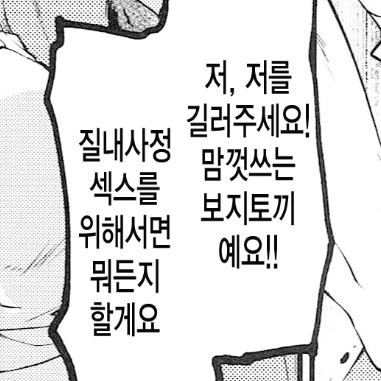 저, 저를
길러주세요!
맘껏쓰는
보지토끼
예요!!
질내사정
섹스를
위해서면
뭐든지
할게요